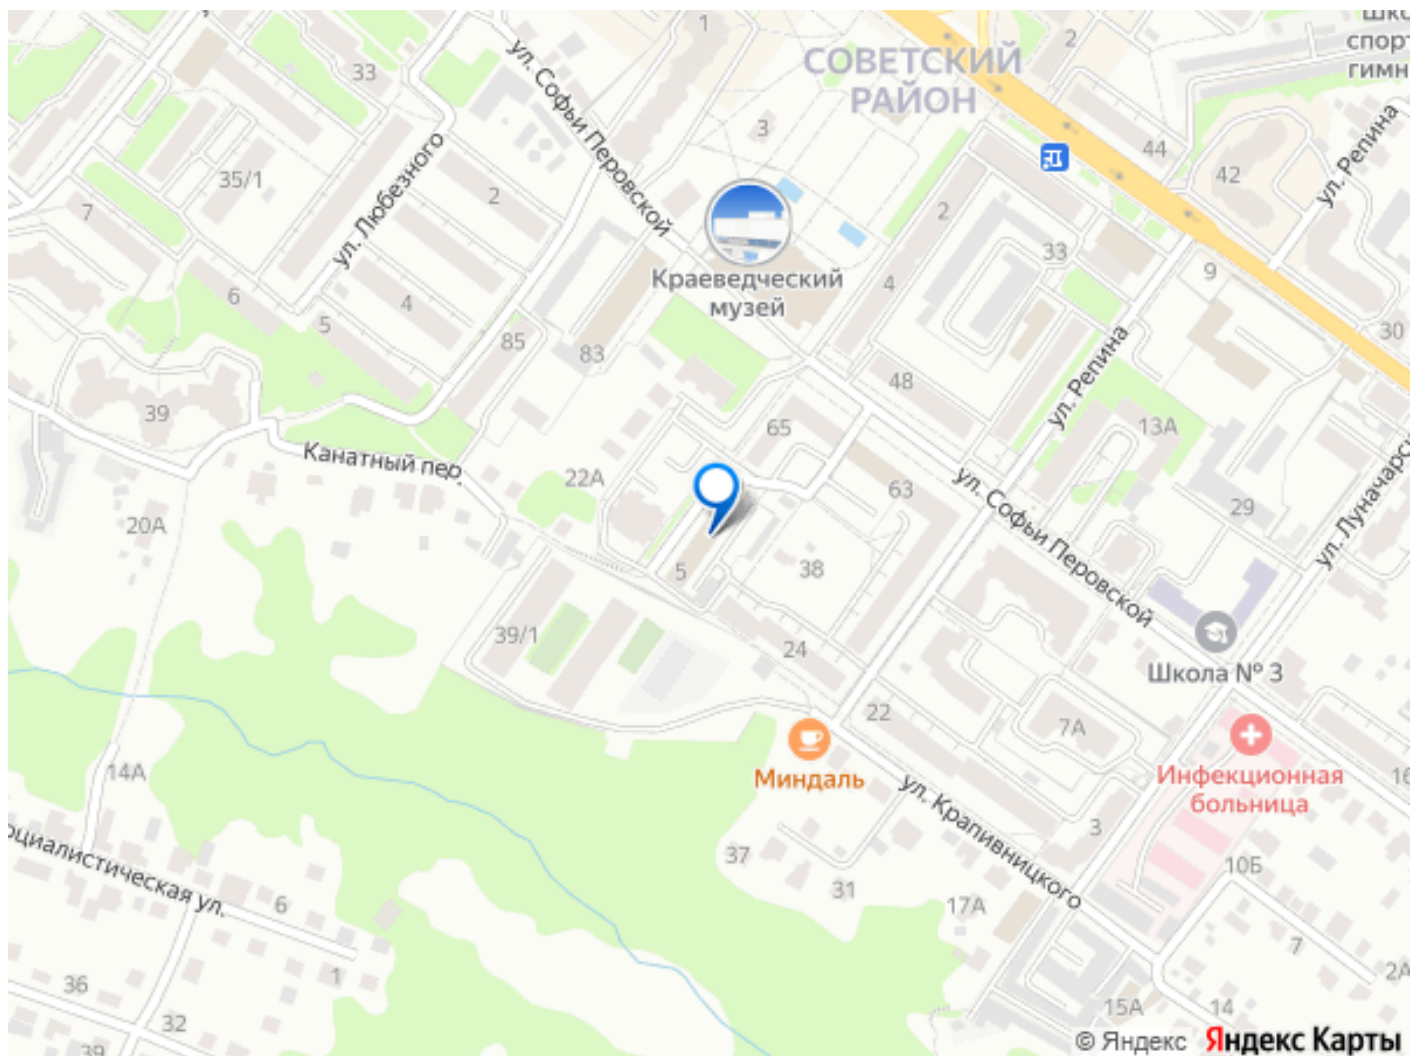 1
2
шко
спорт
гимн
СОВЕТСКИЙ
РАЙОН
ул. Софьи Перовской
33
3
44
42
ул. Репина
35/1
ул. Любезного
2
7
2
Краеведческий
музей
33
9
6
4
4
5
85
83
30
48
ул. Репина
39
65
13А
Канатный пер.
22А
63
ул. Софьи Перовской
29
ул. Луначарс
20А
5
38
39/1
24
Школа № 3
22
7А
Миндаль
14А
Инфекционная
больница
16
ул. Крапивницкого
3
оциалистическая ул.
37
10Б
31
6
17А
7
1
2А
36
32
15А
14
39
© Яндекс Яндекс Карты